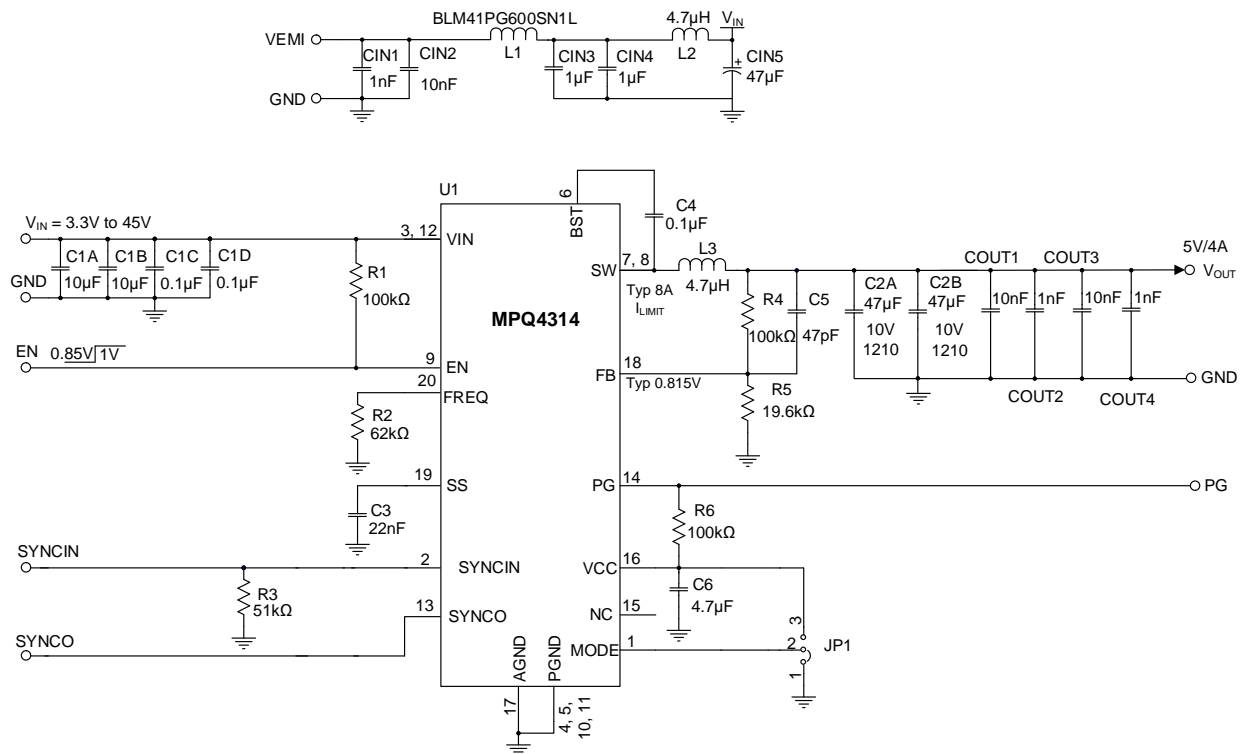 BLM41PG600SN1L
4.7µH
VIN
VEMI
CIN1
1nF
CIN2
10nF
L1
CIN3
1µF
CIN4
1µF
L2
+
CIN5
47µF
GND
U1
6
BST
C4
0.1µF
VIN = 3.3V to 45V
3, 12
VIN
C1A
10µF
C1B
10µF
C1C
0.1µF
C1D
0.1µF
GND
R1
100kΩ
SW
7, 8
Typ 8A
ILIMIT
L3
4.7µH
COUT1
COUT3
5V/4A
VOUT
MPQ4314
R4
100kΩ
C5
47pF
C2A
47µF
10V
1210
C2B
47µF
10V
1210
10nF
1nF
10nF
1nF
EN
0.85V
1V
9
EN
FB
18
Typ 0.815V
GND
20
FREQ
R5
19.6kΩ
COUT2
COUT4
R2
62kΩ
19
SS
PG
14
PG
C3
22nF
R6
100kΩ
SYNCIN
2
SYNCIN
VCC
16
R3
51kΩ
13
SYNCO
C6
4.7µF
NC
15
3
SYNCO
MODE
1
2
JP1
1
AGND
PGND
17
4, 5,
10, 11